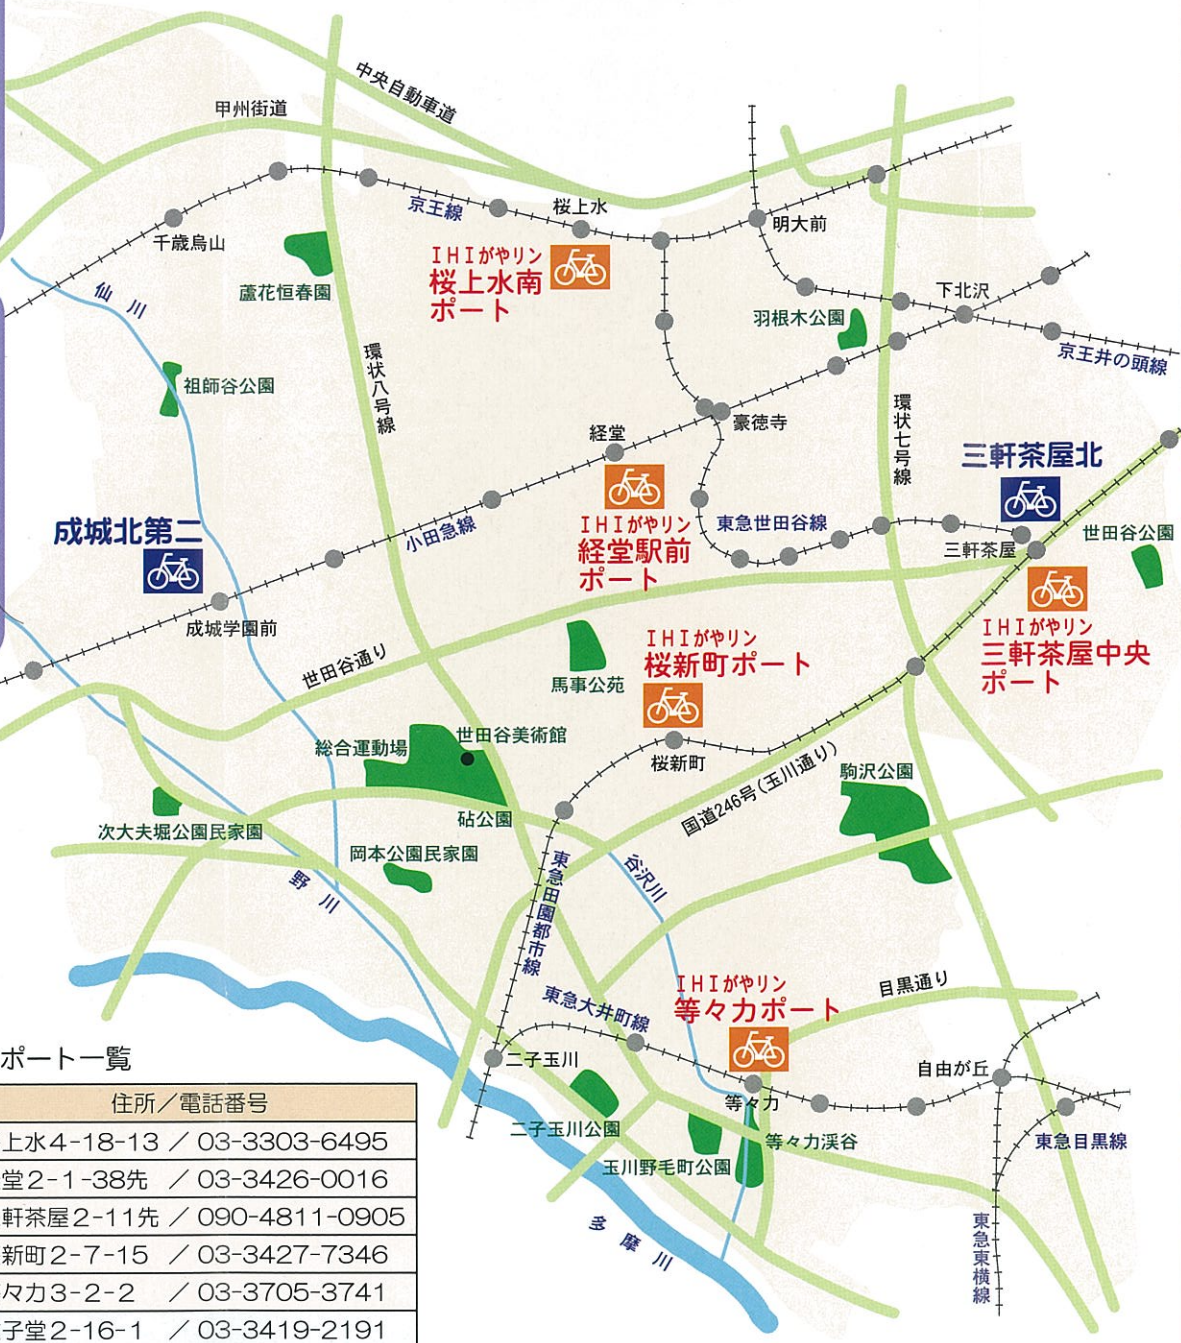 中央自動車道
甲州街道
京王線
桜上水
千歳烏山
明大前
IHIがやリン
桜上水南
ポート
蘆花恒春園
仙川
下北沢
羽根木公園
京王井の頭線
環状八号線
祖師谷公園
環状七号線
豪徳寺
経堂
三軒茶屋北
成城北第二
小田急線
IHIがやリン
経堂駅前
ポート
東急世田谷線
三軒茶屋
世田谷公園
成城学園前
IHIがやリン
三軒茶屋中央
ポート
世田谷通り
IHIがやリン
桜新町ポート
馬事公苑
総合運動場
世田谷美術館
桜新町
国道246号(玉川通り)
駒沢公園
砧公園
次大夫堀公園民家園
岡本公園民家園
野川
東急田園都市線
谷沢川
IHIがやリン
等々力ポート
目黒通り
東急大井町線
二子玉川
等々力
自由が丘
二子玉川公園
等々力渓谷
玉川野毛町公園
東急目黒線
多摩川
東急東横線
ポート一覧
住所／電話番号
上水4-18-13 ／ 03-3303-6495
堂2-1-38先 ／ 03-3426-0016
軒茶屋2-11先 ／ 090-4811-0905
新町2-7-15 ／ 03-3427-7346
々力3-2-2 ／ 03-3705-3741
子堂2-16-1 ／ 03-3419-2191